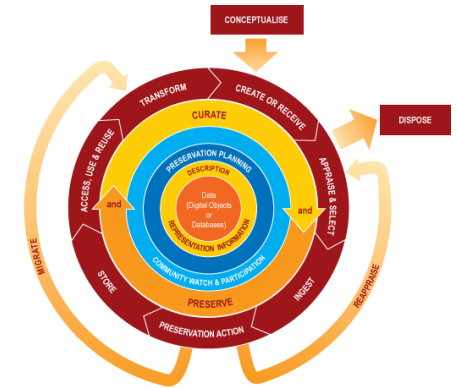 CONCEPTUALISE
DISPOSE
CREATE OR RECEIVE
APPRAISE & SELECT
INGEST
PRESERVATION ACTION
STORE
ACCESS, USE & REUSE
TRANSFORM
MIGRATE
REAPPRAISE
CURATE
and
PRESERVE
and
PRESERVATION PLANNING
COMMUNITY WATCH & PARTICIPATION
DESCRIPTION
REPRESENTATION INFORMATION
Data
(Digital Objects
or
Databases)